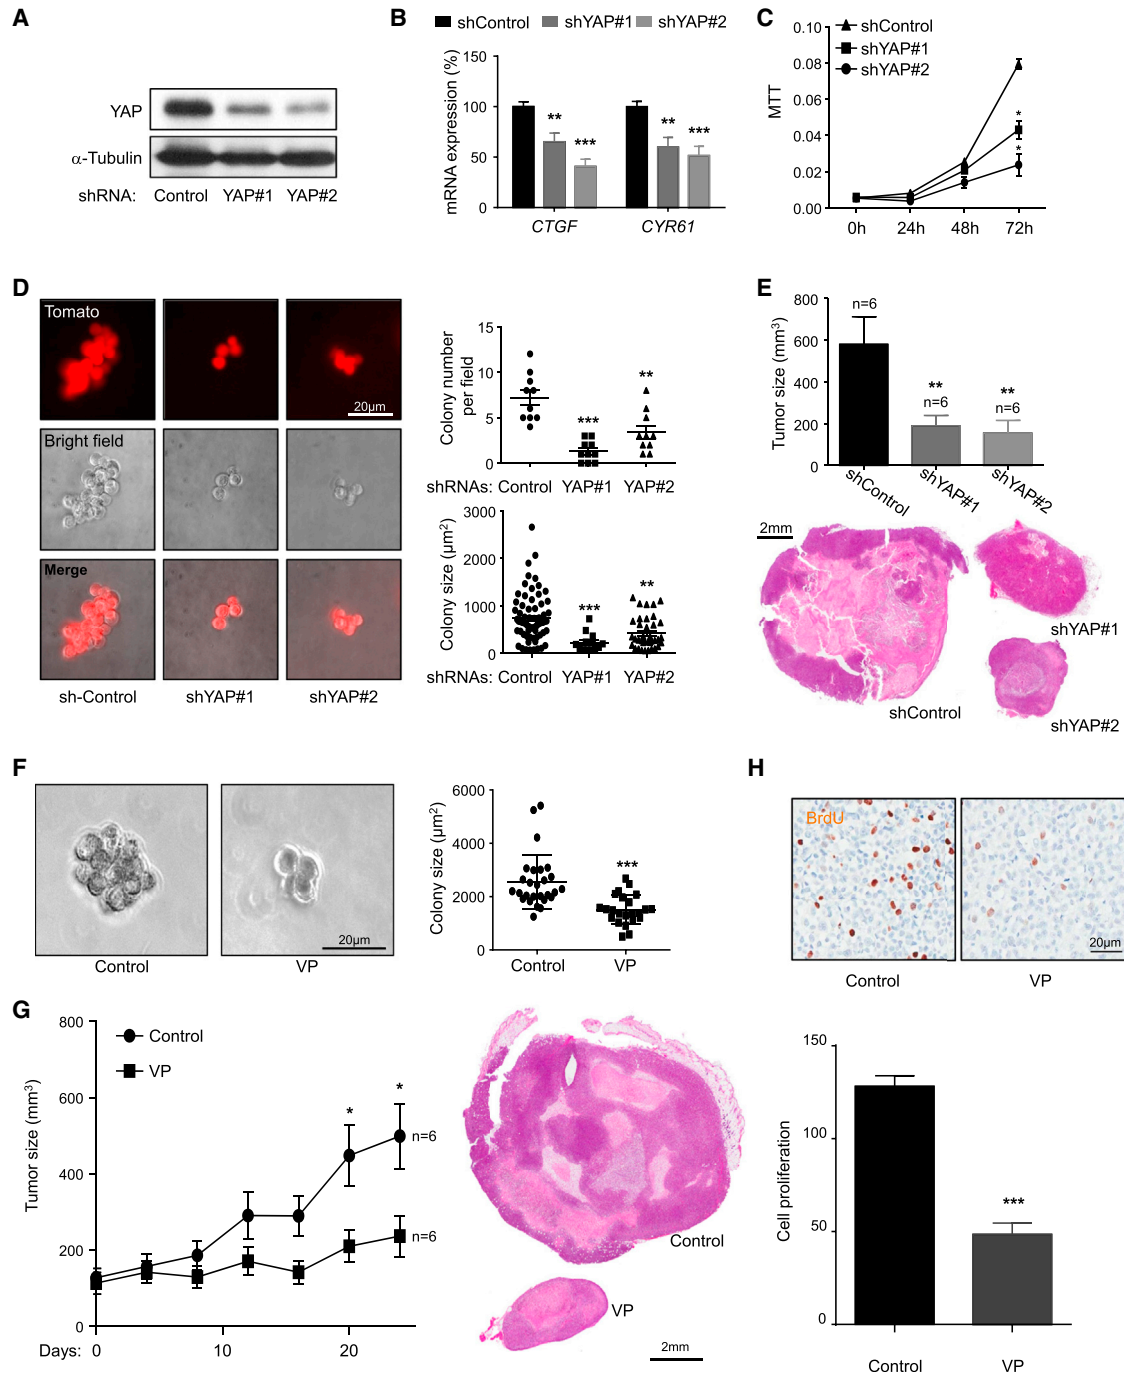 A
YAP
α-Tubulin
shRNA: Control YAP#1 YAP#2
B
shControl shYAP#1 shYAP#2
mRNA expression (%)
150
100
50
0
** *** ** ***
CTGF CYR61
C
shControl
shYAP#1
shYAP#2
MTT
0.10
0.08
0.06
0.04
0.02
0.00
*
*
0h 24h 48h 72h
D
Tomato
20µm
Bright field
Merge
sh-Control shYAP#1 shYAP#2
Colony number
per field
15
10
5
0
*** **
shRNAs: Control YAP#1 YAP#2
Colony size (µm²)
3000
2000
1000
0
*** **
shRNAs: Control YAP#1 YAP#2
E
Tumor size (mm³)
800
600
400
200
0
n=6
** **
n=6 n=6
shControl shYAP#1 shYAP#2
2mm
shControl
shYAP#1
shYAP#2
F
20µm
Control VP
Colony size (µm²)
6000
4000
2000
0
***
Control VP
H
BrdU
20µm
Control VP
G
Tumor size (mm³)
800
600
400
200
0
Control
VP
* *
n=6
n=6
Days: 0 10 20
Control
VP
2mm
Cell proliferation
150
100
50
0
***
Control VP